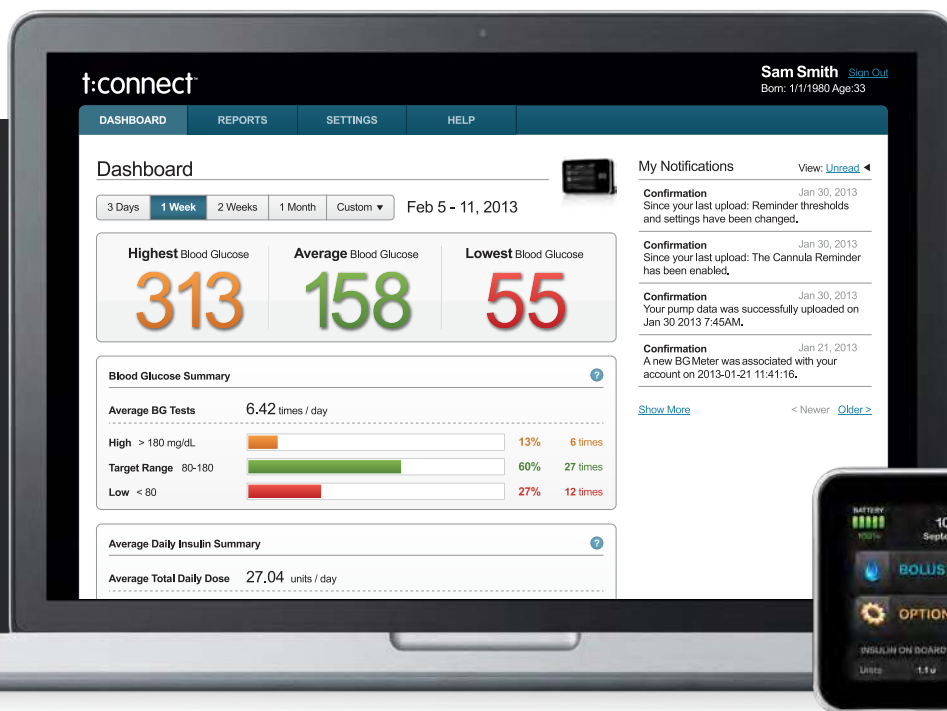 t:connect™
Sam Smith Sign Out
Born: 1/1/1980 Age:33
DASHBOARD REPORTS SETTINGS HELP
Dashboard
3 Days 1 Week 2 Weeks 1 Month Custom ▼ Feb 5 - 11, 2013
Highest Blood Glucose Average Blood Glucose Lowest Blood Glucose
313 158 55
Blood Glucose Summary ?
Average BG Tests 6.42 times / day
High > 180 mg/dL 13% 6 times
Target Range 80-180 60% 27 times
Low < 80 27% 12 times
Average Daily Insulin Summary ?
Average Total Daily Dose 27.04 units / day
My Notifications View: Unread ◀
Confirmation Jan 30, 2013
Since your last upload: Reminder thresholds
and settings have been changed.
Confirmation Jan 30, 2013
Since your last upload: The Cannula Reminder
has been enabled.
Confirmation Jan 30, 2013
Your pump data was successfully uploaded on
Jan 30 2013 7:45AM.
Confirmation Jan 21, 2013
A new BG Meter was associated with your
account on 2013-01-21 11:41:16.
Show More < Newer Older >
BATTERY
100% 10
Septe
BOLUS
OPTION
INSULIN ON BOARD
Units 1.1 u